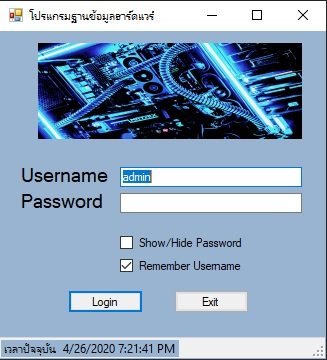 โปรแกรมฐานข้อมูลฮาร์ดแวร์
Username admin
Password
Show/Hide Password
Remember Username
Login Exit
เวลาปัจจุบัน 4/26/2020 7:21:41 PM